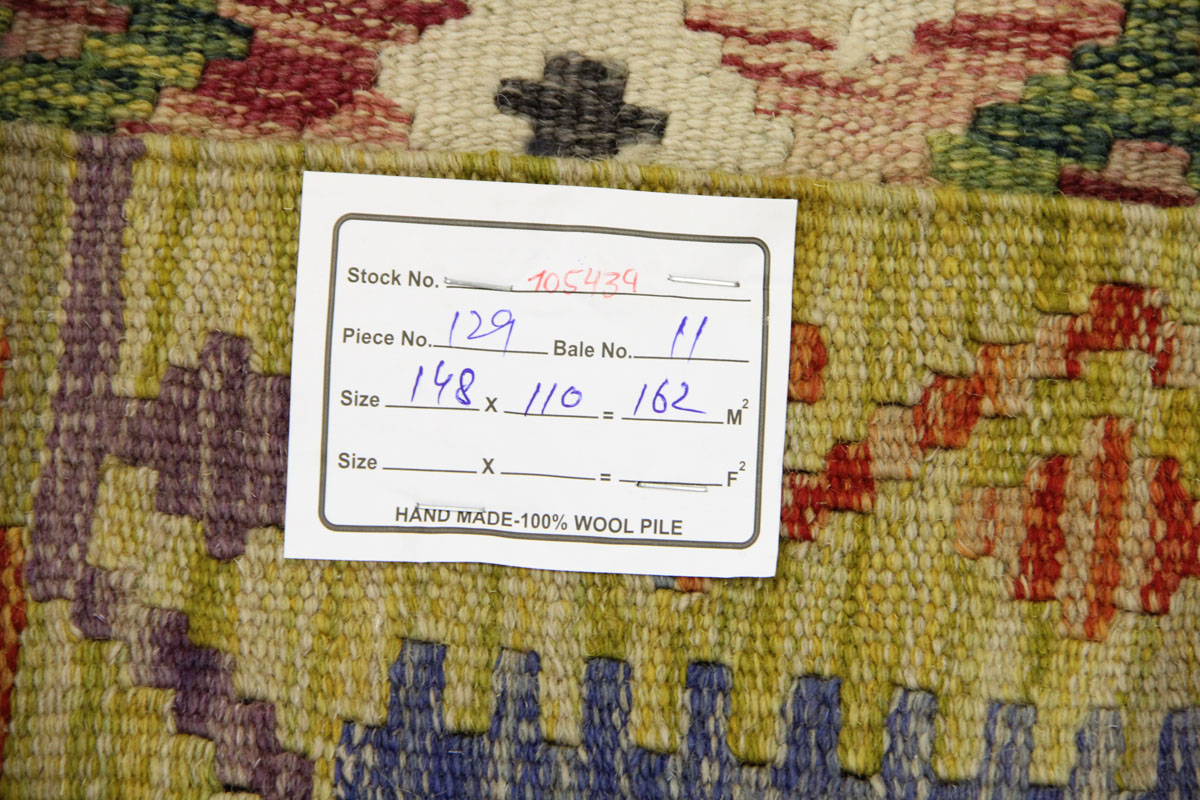 Stock No. 105439
Piece No. 129 Bale No. 11
Size 148 X 110 = 162 M²
Size X = F²
HAND MADE-100% WOOL PILE